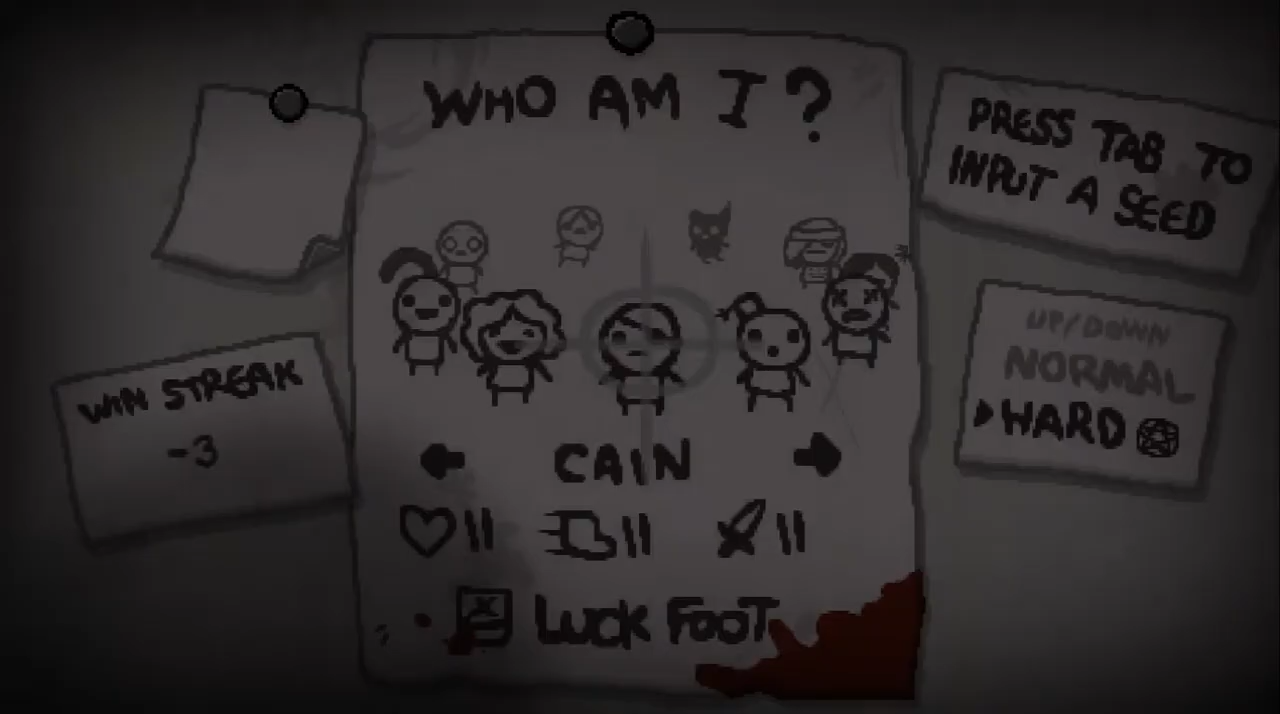 WHO AM I?
PRESS TAB TO
INPUT A SEED
WIN STREAK
-3
UP/DOWN
NORMAL
HARD
CAIN
LUCK FOOT